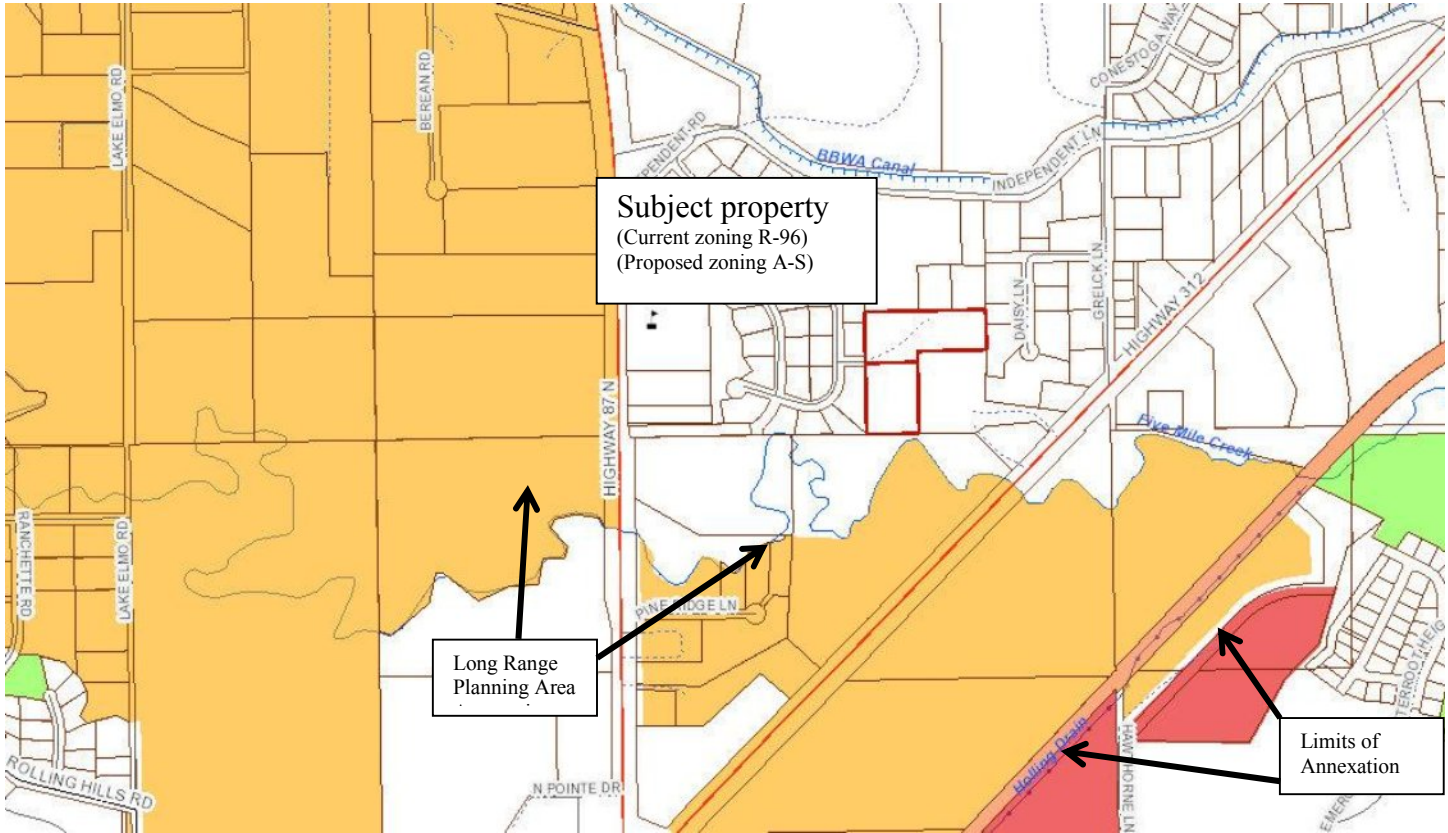 CONESTOGA WAY
LAKE ELMO RD
BEREAN RD
BBWA Canal
INDEPENDENT LN
Subject property
(Current zoning R-96)
(Proposed zoning A-S)
DAISY LN
GRELCK LN
HIGHWAY 312
HIGHWAY 87 N
Five Mile Creek
RANCHETTE RD
LAKE ELMO RD
PINE RIDGE LN
Long Range
Planning Area
Limits of
Annexation
Holling Drain
HAWTHORNE LN
ROLLING HILLS RD
N POINTE DR